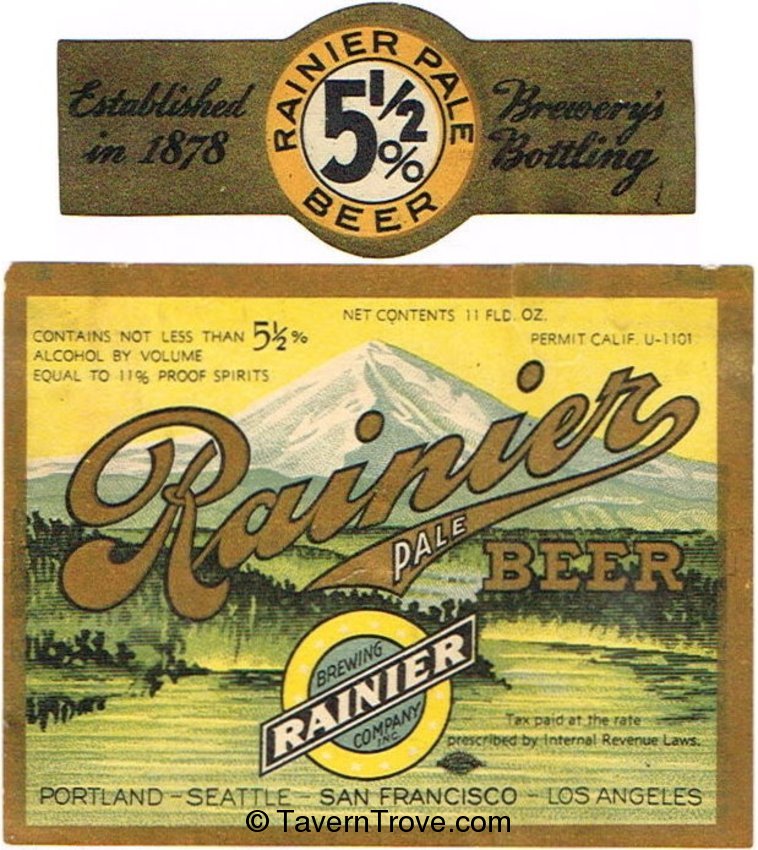 Established
in 1878
RAINIER PALE
5 1/2 %
BEER
Brewery's
Bottling
NET CONTENTS 11 FLD. OZ.
CONTAINS NOT LESS THAN 5½%
ALCOHOL BY VOLUME
EQUAL TO 11% PROOF SPIRITS
PERMIT CALIF. U-1101
Rainier
PALE
BEER
BREWING
RAINIER
COMPANY
INC.
Tax paid at the rate
prescribed by Internal Revenue Laws.
PORTLAND – SEATTLE – SAN FRANCISCO – LOS ANGELES
© TavernTrove.com